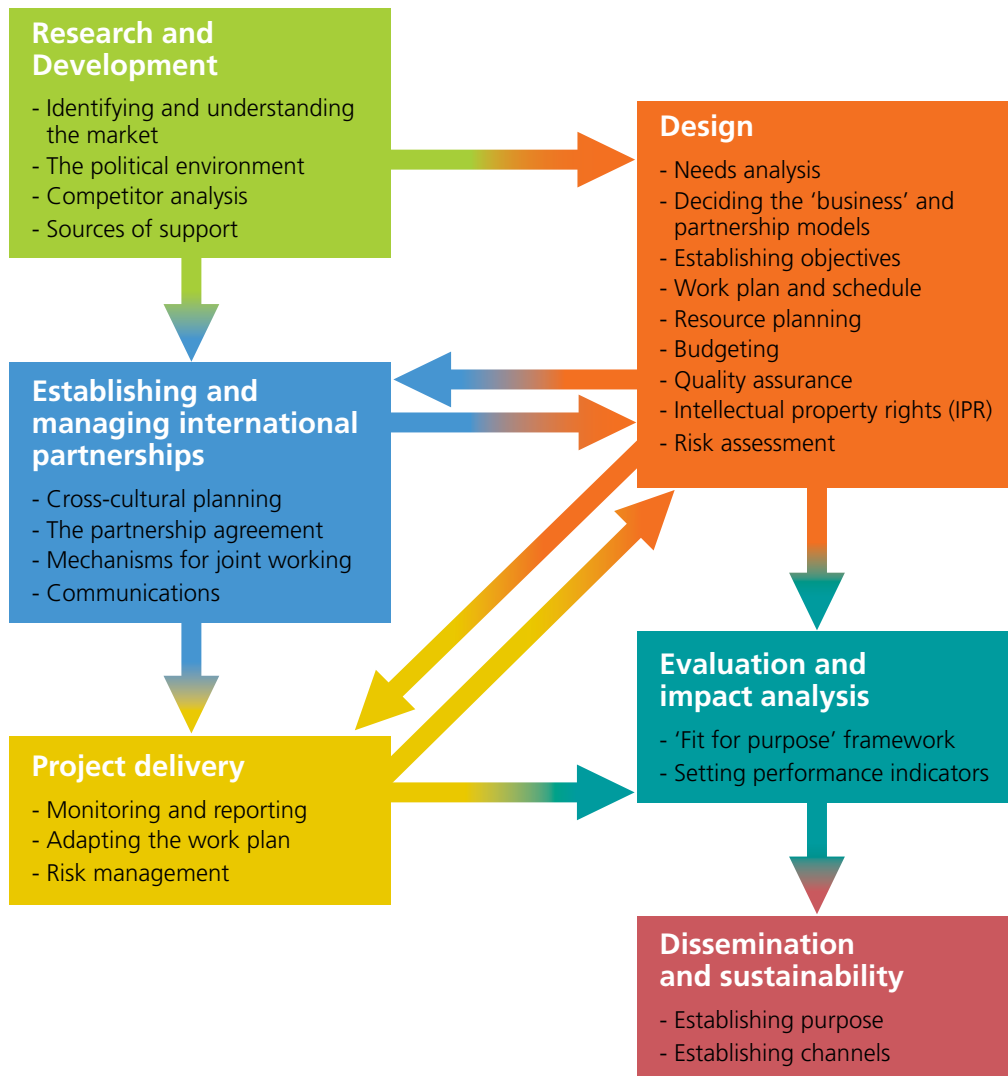 Research and
Development
- Identifying and understanding
the market
- The political environment
- Competitor analysis
- Sources of support
Design
- Needs analysis
- Deciding the ‘business’ and
partnership models
- Establishing objectives
- Work plan and schedule
- Resource planning
- Budgeting
- Quality assurance
- Intellectual property rights (IPR)
- Risk assessment
Establishing and
managing international
partnerships
- Cross-cultural planning
- The partnership agreement
- Mechanisms for joint working
- Communications
Project delivery
- Monitoring and reporting
- Adapting the work plan
- Risk management
Evaluation and
impact analysis
- ‘Fit for purpose’ framework
- Setting performance indicators
Dissemination
and sustainability
- Establishing purpose
- Establishing channels